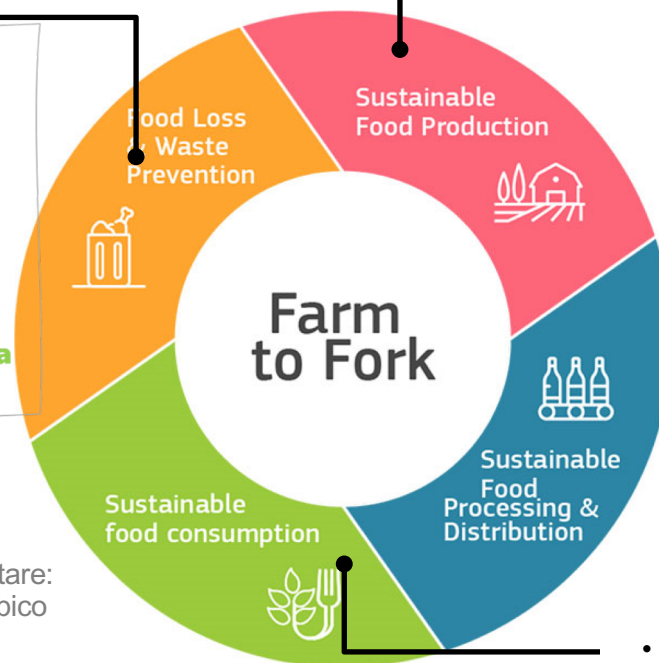 Food Loss
& Waste
Prevention
Sustainable
Food Production
Farm
to Fork
a
Sustainable
Food
Processing &
Distribution
Sustainable
food consumption
tare:
pico
•